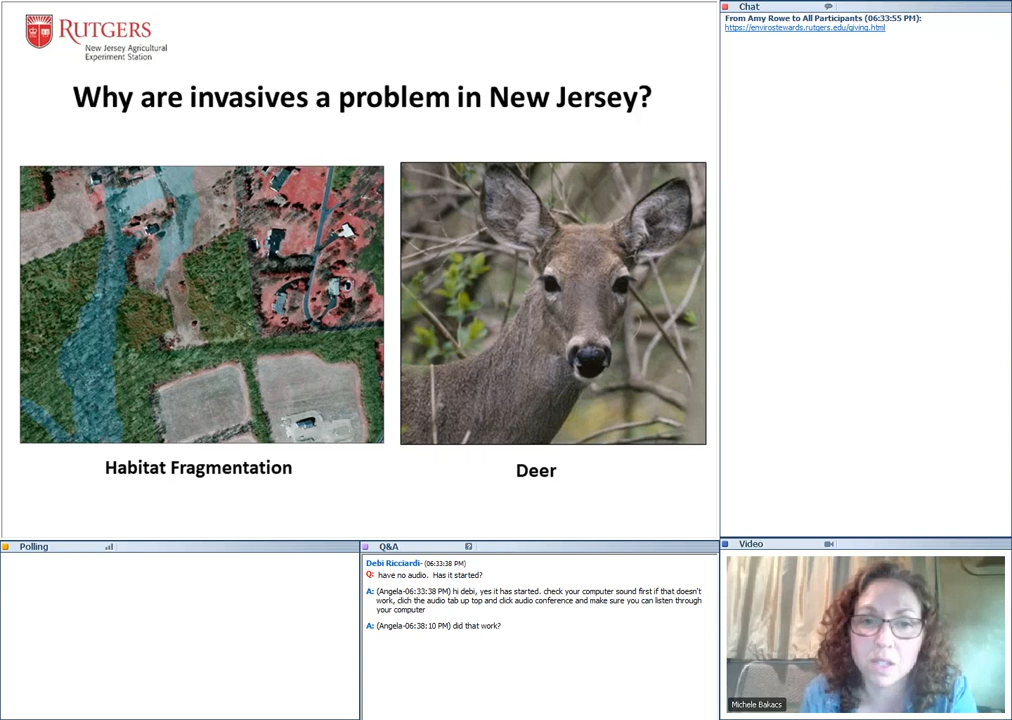 RUTGERS
New Jersey Agricultural
Experiment Station
Why are invasives a problem in New Jersey?
Habitat Fragmentation
Deer
Chat
From Amy Rowe to All Participants (06:33:55 PM):
https://envirostewards.rutgers.edu/giving.html
Polling
Q&A
Debi Ricciardi- (06:33:38 PM)
Q: have no audio. Has it started?
A: (Angela-06:33:38 PM) hi debi, yes it has started. check your computer sound first if that doesn't
work, clich the audio tab up top and click audio conference and make sure you can listen through
your computer
A: (Angela-06:38:10 PM) did that work?
Video
Michele Bakacs